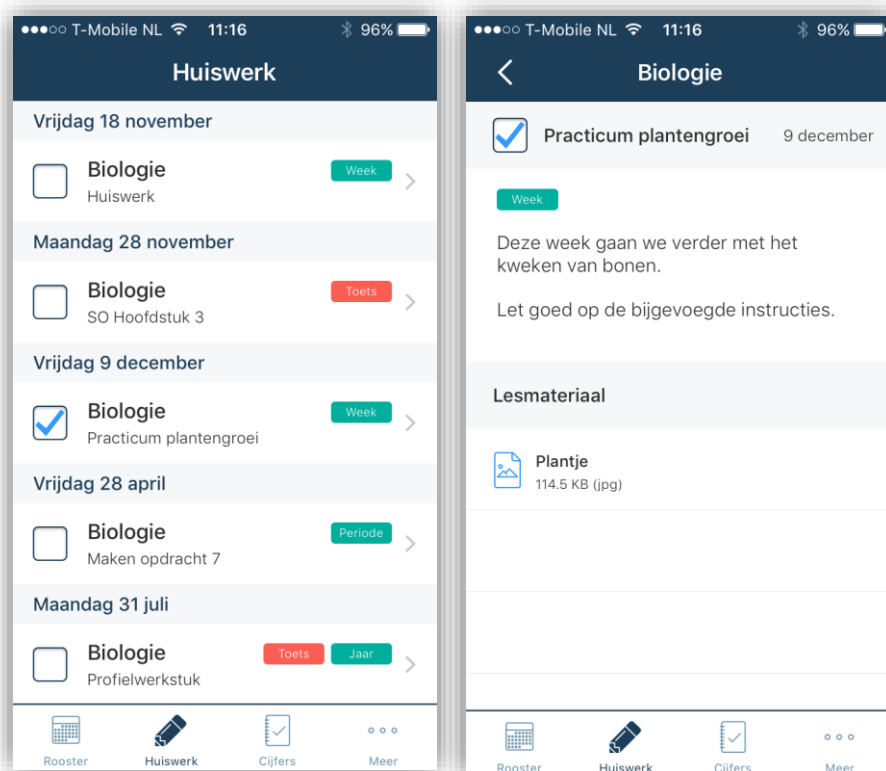 T-Mobile NL 11:16 96%
Huiswerk
Vrijdag 18 november
Biologie Week
Huiswerk
Maandag 28 november
Biologie Toets
SO Hoofdstuk 3
Vrijdag 9 december
Biologie Week
Practicum plantengroei
Vrijdag 28 april
Biologie Periode
Maken opdracht 7
Maandag 31 juli
Biologie Toets Jaar
Profielwerkstuk
Rooster Huiswerk Cijfers Meer
T-Mobile NL 11:16 96%
Biologie
Practicum plantengroei 9 december
Week
Deze week gaan we verder met het
kweken van bonen.
Let goed op de bijgevoegde instructies.
Lesmateriaal
Plantje
114.5 KB (jpg)
Rooster Huiswerk Cijfers Meer